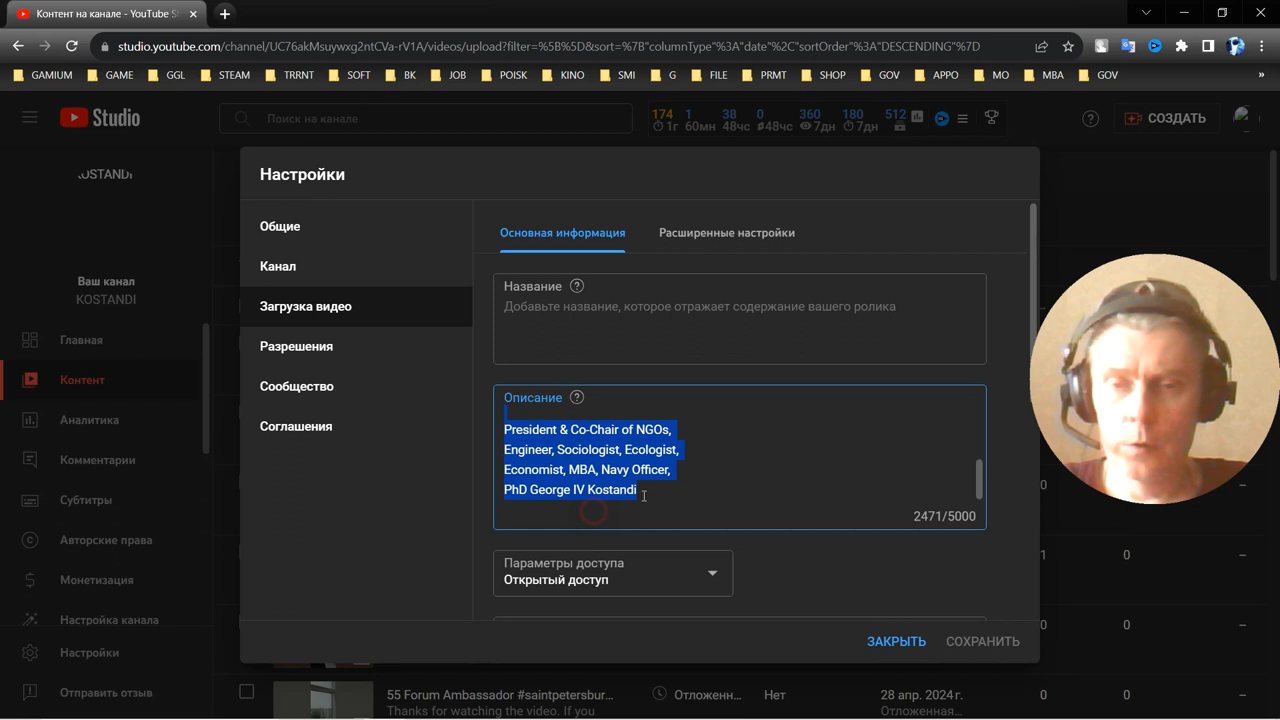 Контент на канале - YouTube S
studio.youtube.com/channel/UC76akMsuywxg2ntCVa-rV1A/videos/upload?filter=%5B%5D&sort=%7B"columnType"%3A"date"%2C"sortOrder"%3A"DESCENDING"%7D
GAMIUM GAME GGL STEAM TRRNT SOFT BK JOB POISK KINO SMI G FILE PRMT SHOP GOV APPO MO MBA GOV »
Studio
Поиск на канале
174 1 38 0 360 180 512
1г 60мн 48чс 48чс 7дн 7дн
СОЗДАТЬ
KOSTANDI
Ваш канал
KOSTANDI
Главная
Контент
Аналитика
Комментарии
Субтитры
Авторские права
Монетизация
Настройка канала
Настройки
Отправить отзыв
Настройки
Общие
Канал
Загрузка видео
Разрешения
Сообщество
Соглашения
Основная информация
Расширенные настройки
Название
Добавьте название, которое отражает содержание вашего ролика
Описание
President & Co-Chair of NGOs,
Engineer, Sociologist, Ecologist,
Economist, MBA, Navy Officer,
PhD George IV Kostandi
2471/5000
Параметры доступа
Открытый доступ
ЗАКРЫТЬ СОХРАНИТЬ
0
0
1 0
0 0
55 Forum Ambassador #saintpetersbur...
Thanks for watching the video. If you
Отложенн...
Нет
28 апр. 2024 г.
Отложенная
0 0 –